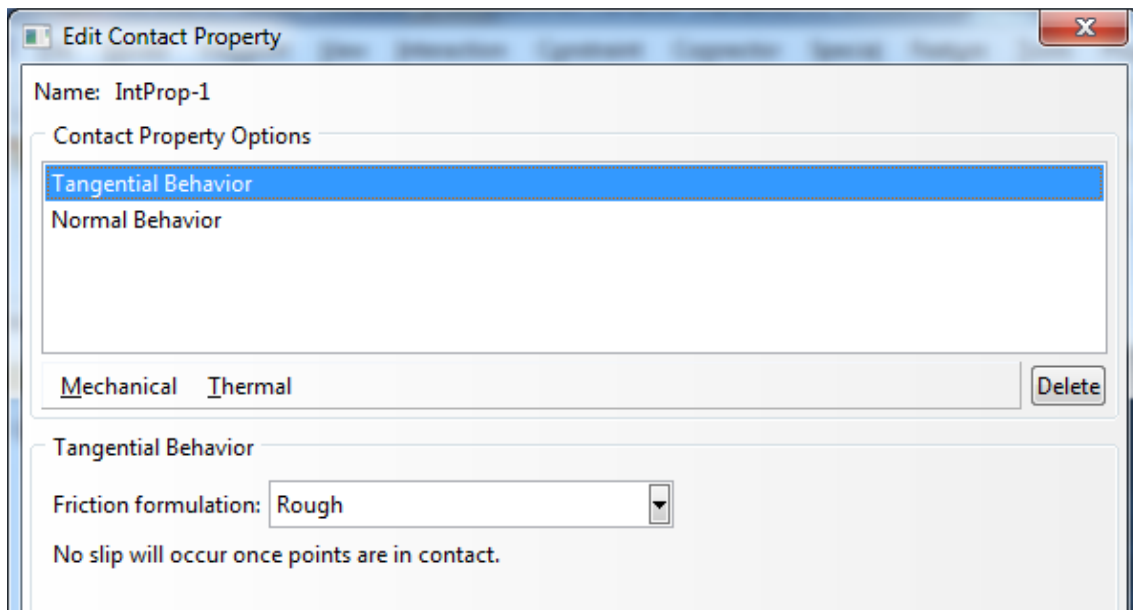 Edit Contact Property
Name: IntProp-1
Contact Property Options
Tangential Behavior
Normal Behavior
Mechanical Thermal
Delete
Tangential Behavior
Friction formulation: Rough
No slip will occur once points are in contact.